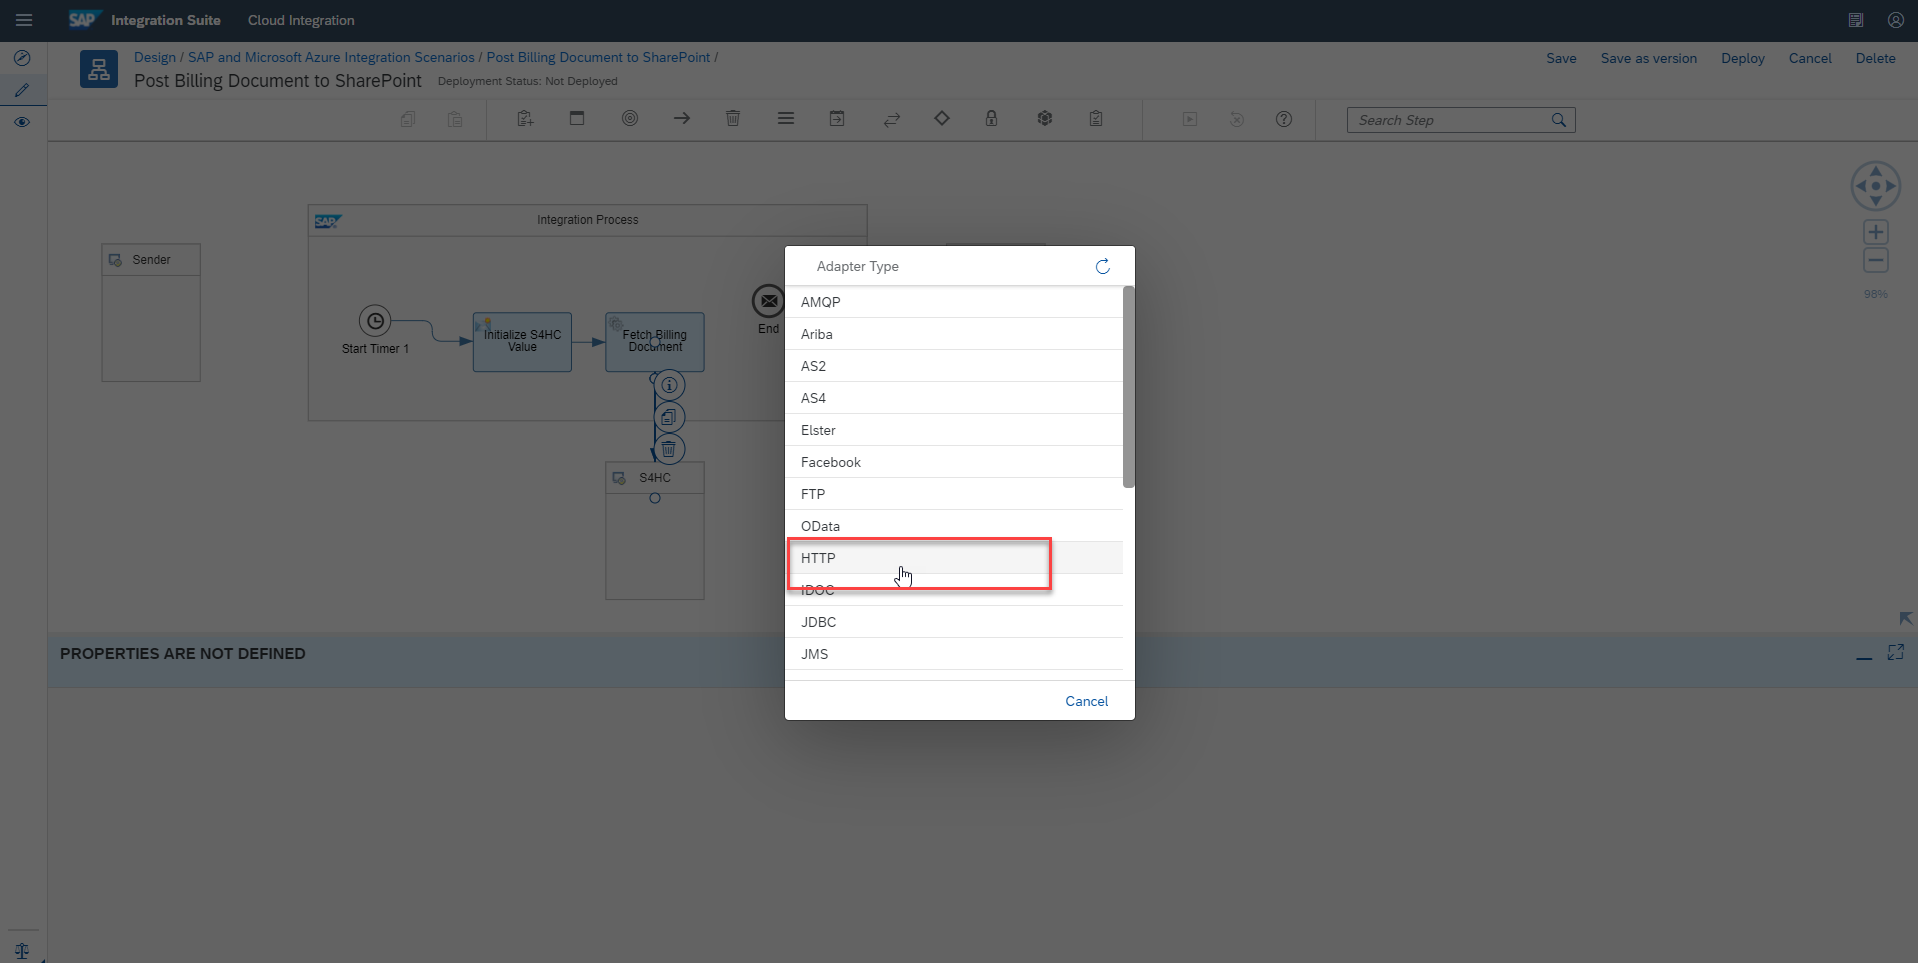 SAP Integration Suite Cloud Integration
Design / SAP and Microsoft Azure Integration Scenarios / Post Billing Document to SharePoint /
Post Billing Document to SharePoint Deployment Status: Not Deployed
Save Save as version Deploy Cancel Delete
Search Step
SAP Integration Process
Sender
Start Timer 1
Initialize S4HC
Value
Fetch Billing
Document
End
S4HC
98%
Adapter Type
AMQP
Ariba
AS2
AS4
Elster
Facebook
FTP
OData
HTTP
IDOC
JDBC
JMS
Cancel
PROPERTIES ARE NOT DEFINED